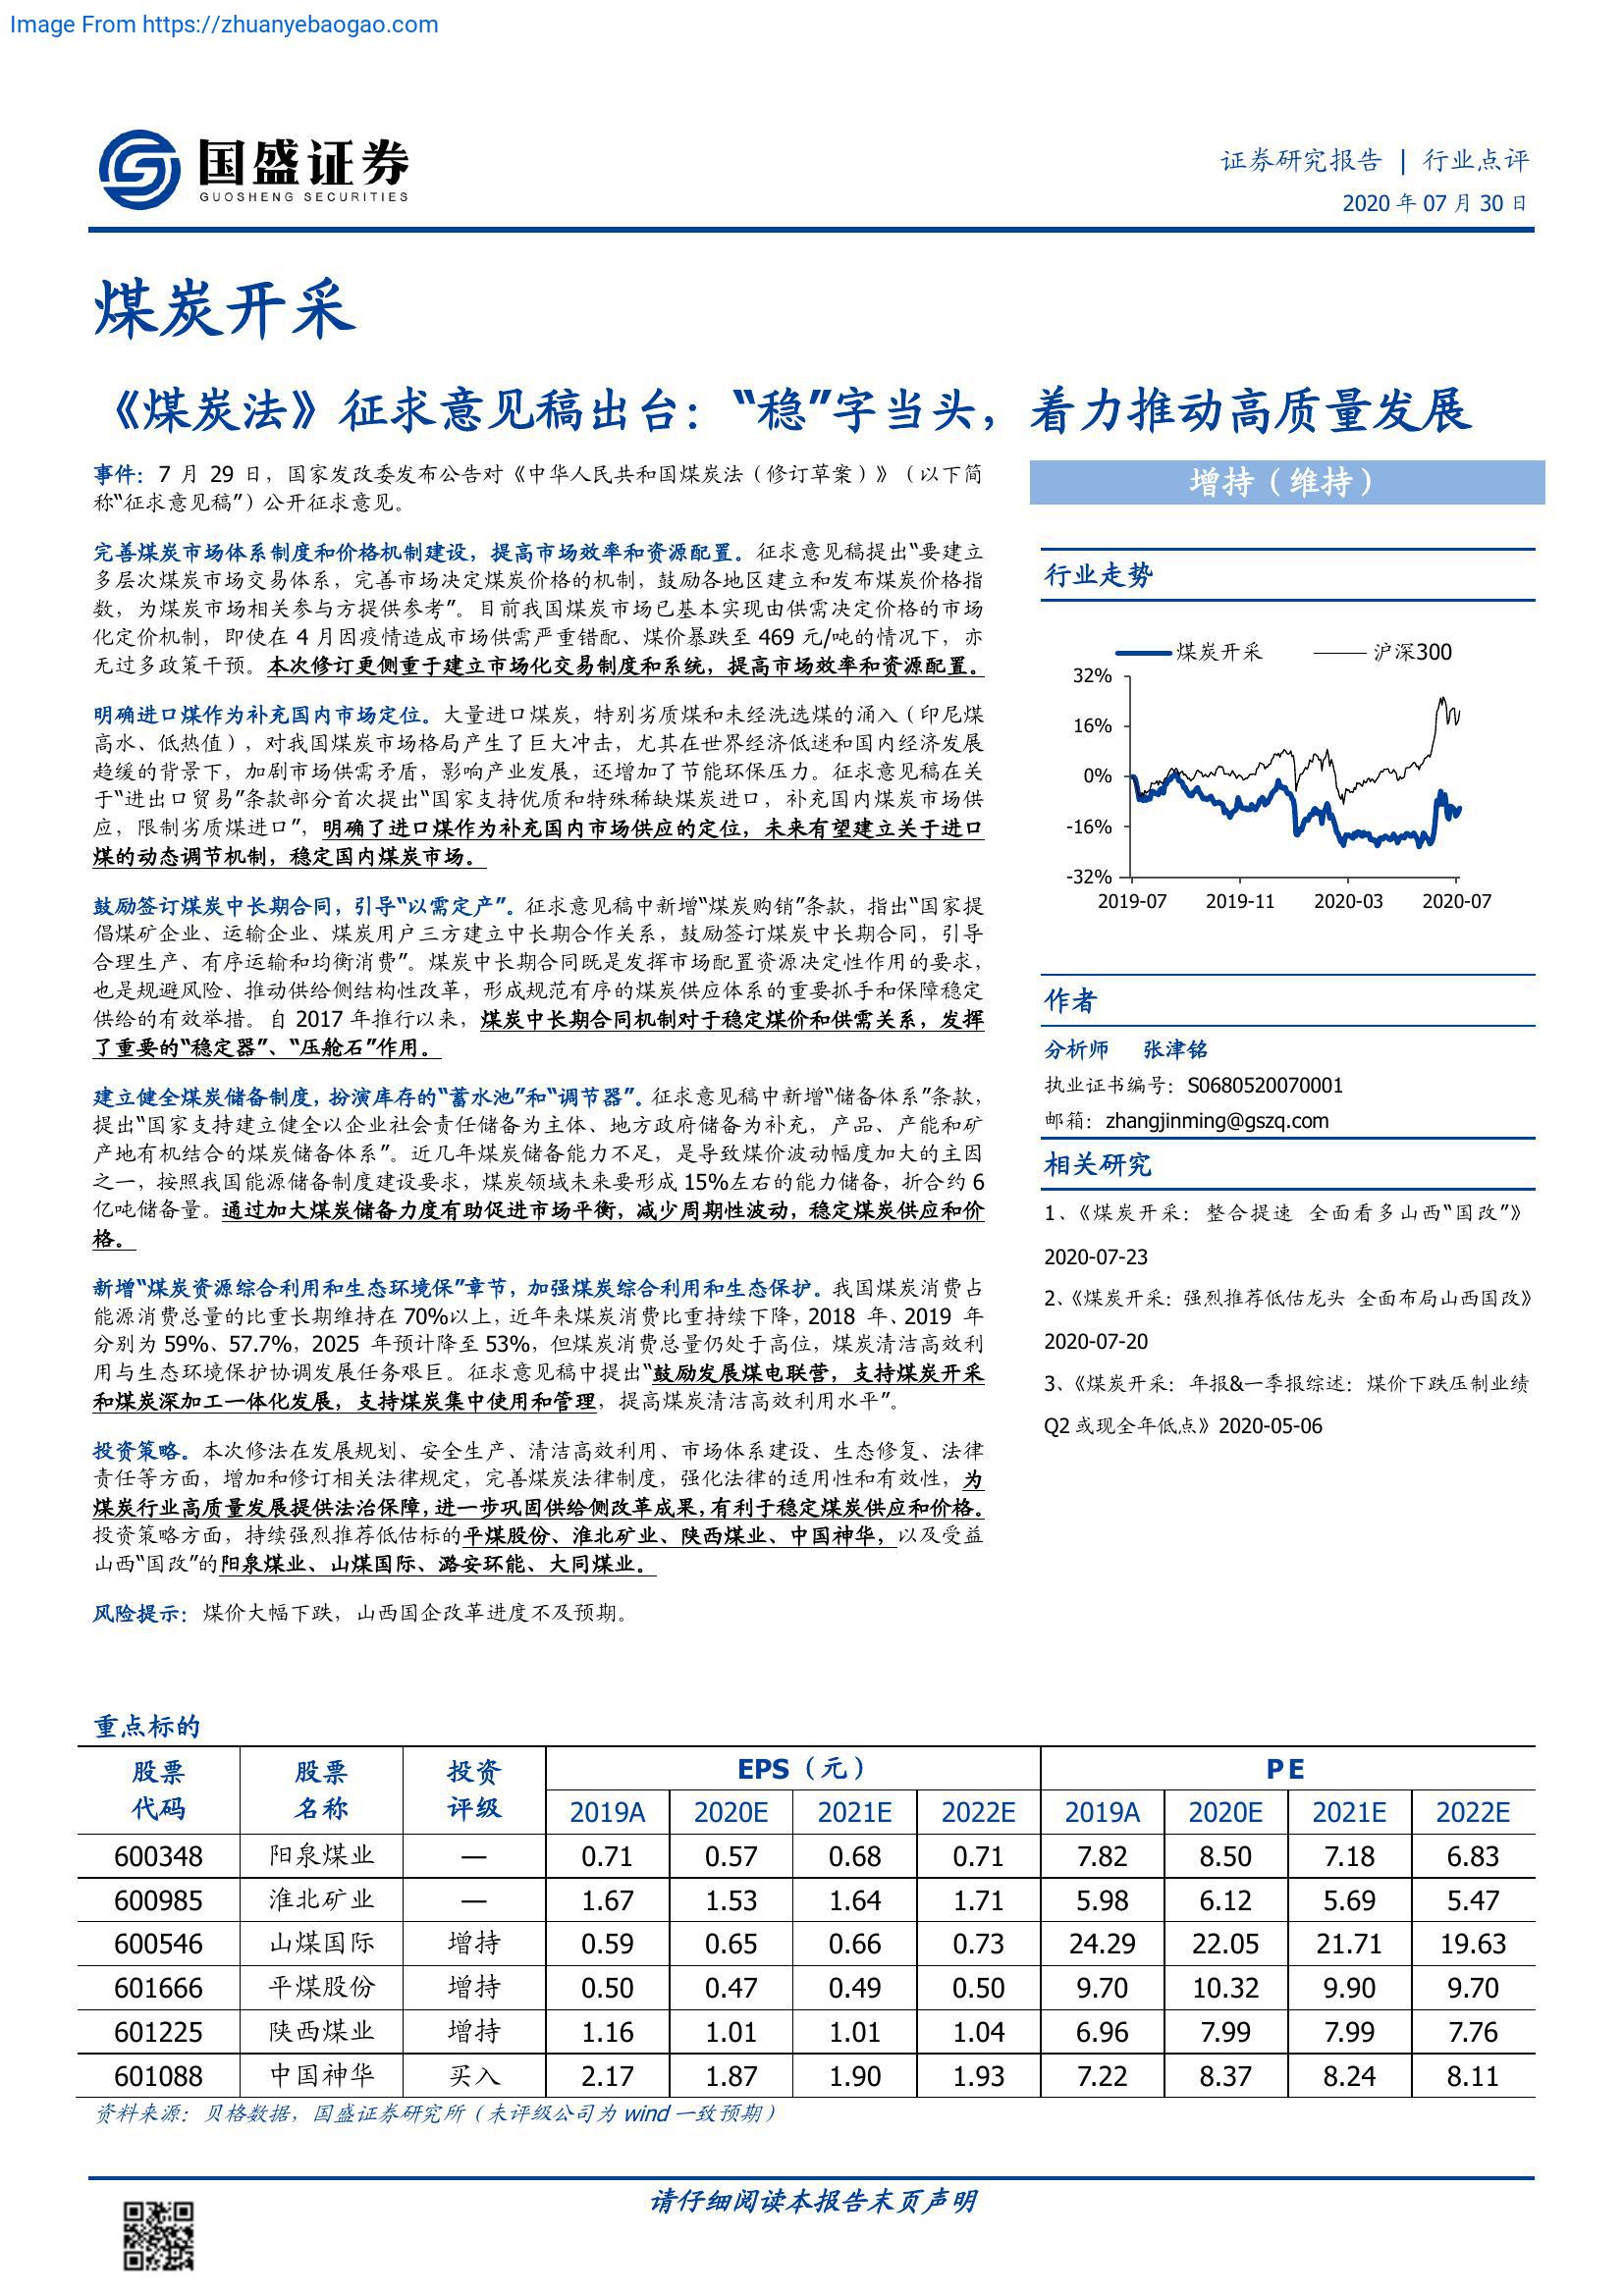 Image From https://zhuanyebaogao.com
国盛证券
GUOSHENG SECURITIES
证券研究报告 | 行业点评
2020 年 07 月 30 日
煤炭开采
《煤炭法》征求意见稿出台：“稳”字当头，着力推动高质量发展
事件：7 月 29 日，国家发改委发布公告对《中华人民共和国煤炭法（修订草案）》（以下简
称“征求意见稿”）公开征求意见。
完善煤炭市场体系制度和价格机制建设，提高市场效率和资源配置。征求意见稿提出“要建立
多层次煤炭市场交易体系，完善市场决定煤炭价格的机制，鼓励各地区建立和发布煤炭价格指
数，为煤炭市场相关参与方提供参考”。目前我国煤炭市场已基本实现由供需决定价格的市场
化定价机制，即使在 4 月因疫情造成市场供需严重错配、煤价暴跌至 469 元/吨的情况下，亦
无过多政策干预。本次修订更侧重于建立市场化交易制度和系统，提高市场效率和资源配置。
明确进口煤作为补充国内市场定位。大量进口煤炭，特别劣质煤和未经洗选煤的涌入（印尼煤
高水、低热值），对我国煤炭市场格局产生了巨大冲击，尤其在世界经济低迷和国内经济发展
趋缓的背景下，加剧市场供需矛盾，影响产业发展，还增加了节能环保压力。征求意见稿在关
于“进出口贸易”条款部分首次提出“国家支持优质和特殊稀缺煤炭进口，补充国内煤炭市场供
应，限制劣质煤进口”，明确了进口煤作为补充国内市场供应的定位，未来有望建立关于进口
煤的动态调节机制，稳定国内煤炭市场。
鼓励签订煤炭中长期合同，引导“以需定产”。征求意见稿中新增“煤炭购销”条款，指出“国家提
倡煤矿企业、运输企业、煤炭用户三方建立中长期合作关系，鼓励签订煤炭中长期合同，引导
合理生产、有序运输和均衡消费”。煤炭中长期合同既是发挥市场配置资源决定性作用的要求，
也是规避风险、推动供给侧结构性改革，形成规范有序的煤炭供应体系的重要抓手和保障稳定
供给的有效举措。自 2017 年推行以来，煤炭中长期合同机制对于稳定煤价和供需关系，发挥
了重要的“稳定器”、“压舱石”作用。
建立健全煤炭储备制度，扮演库存的“蓄水池”和“调节器”。征求意见稿中新增“储备体系”条款，
提出“国家支持建立健全以企业社会责任储备为主体、地方政府储备为补充，产品、产能和矿
产地有机结合的煤炭储备体系”。近几年煤炭储备能力不足，是导致煤价波动幅度加大的主因
之一，按照我国能源储备制度建设要求，煤炭领域未来要形成 15%左右的能力储备，折合约 6
亿吨储备量。通过加大煤炭储备力度有助促进市场平衡，减少周期性波动，稳定煤炭供应和价
格。
新增“煤炭资源综合利用和生态环境保”章节，加强煤炭综合利用和生态保护。我国煤炭消费占
能源消费总量的比重长期维持在 70%以上，近年来煤炭消费比重持续下降，2018 年、2019 年
分别为 59%、57.7%，2025 年预计降至 53%，但煤炭消费总量仍处于高位，煤炭清洁高效利
用与生态环境保护协调发展任务艰巨。征求意见稿中提出“鼓励发展煤电联营，支持煤炭开采
和煤炭深加工一体化发展，支持煤炭集中使用和管理，提高煤炭清洁高效利用水平”。
投资策略。本次修法在发展规划、安全生产、清洁高效利用、市场体系建设、生态修复、法律
责任等方面，增加和修订相关法律规定，完善煤炭法律制度，强化法律的适用性和有效性，为
煤炭行业高质量发展提供法治保障，进一步巩固供给侧改革成果，有利于稳定煤炭供应和价格。
投资策略方面，持续强烈推荐低估标的平煤股份、淮北矿业、陕西煤业、中国神华，以及受益
山西“国改”的阳泉煤业、山煤国际、潞安环能、大同煤业。
风险提示：煤价大幅下跌，山西国企改革进度不及预期。
增持（维持）
行业走势
煤炭开采 沪深300
32%
16%
0%
-16%
-32%
2019-07 2019-11 2020-03 2020-07
作者
分析师 张津铭
执业证书编号：S0680520070001
邮箱：zhangjinming@gszq.com
相关研究
1、《煤炭开采：整合提速 全面看多山西“国改”》
2020-07-23
2、《煤炭开采：强烈推荐低估龙头 全面布局山西国改》
2020-07-20
3、《煤炭开采：年报&一季报综述：煤价下跌压制业绩
Q2 或现全年低点》2020-05-06
重点标的
股票 股票 投资 EPS（元） P E
代码 名称 评级 2019A 2020E 2021E 2022E 2019A 2020E 2021E 2022E
600348 阳泉煤业 — 0.71 0.57 0.68 0.71 7.82 8.50 7.18 6.83
600985 淮北矿业 — 1.67 1.53 1.64 1.71 5.98 6.12 5.69 5.47
600546 山煤国际 增持 0.59 0.65 0.66 0.73 24.29 22.05 21.71 19.63
601666 平煤股份 增持 0.50 0.47 0.49 0.50 9.70 10.32 9.90 9.70
601225 陕西煤业 增持 1.16 1.01 1.01 1.04 6.96 7.99 7.99 7.76
601088 中国神华 买入 2.17 1.87 1.90 1.93 7.22 8.37 8.24 8.11
资料来源：贝格数据，国盛证券研究所（未评级公司为 wind 一致预期）
请仔细阅读本报告末页声明